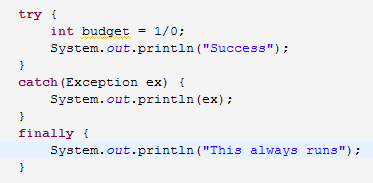 try {
    int budget = 1/0;
    System.out.println("Success");
}
catch(Exception ex) {
    System.out.println(ex);
}
finally {
    System.out.println("This always runs");
}